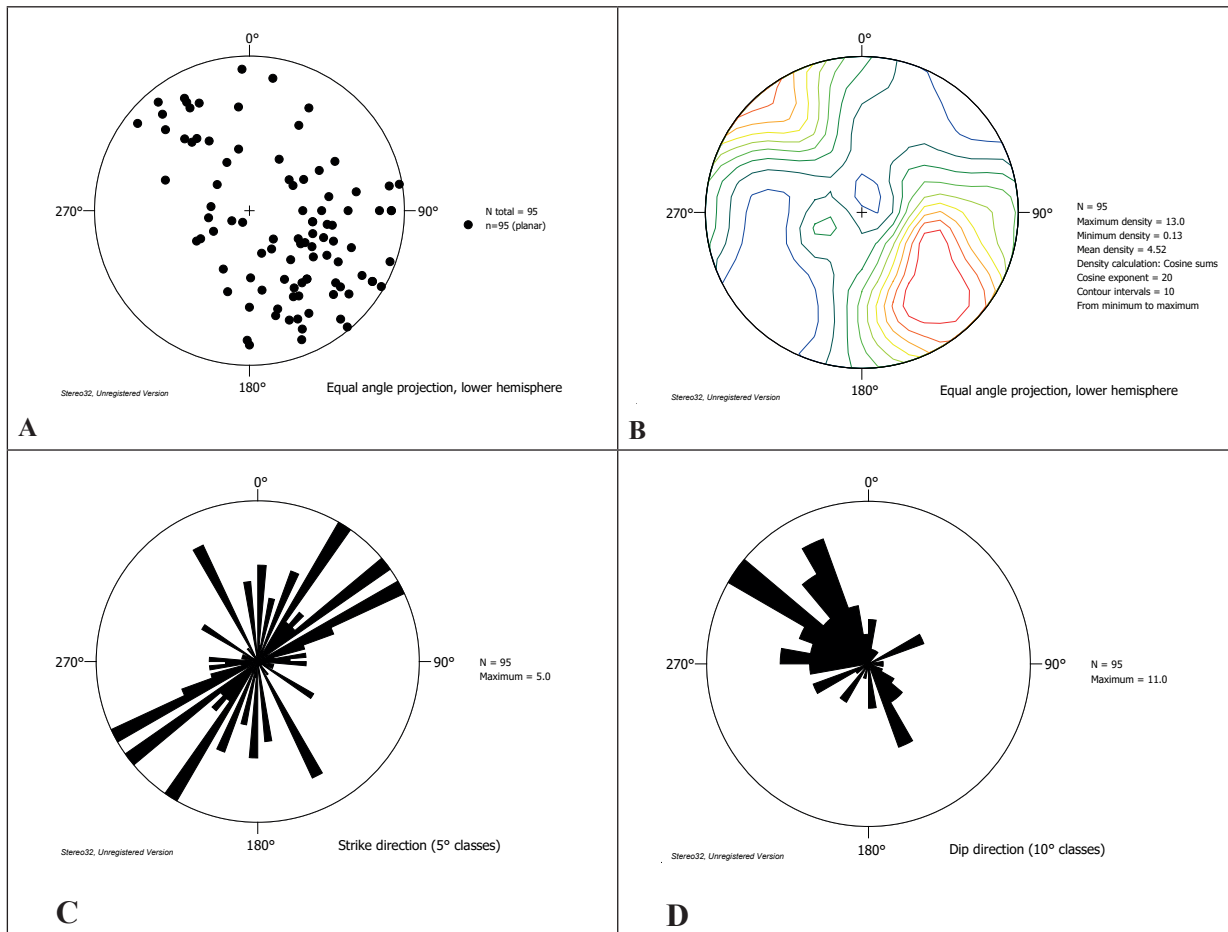 0°
270°
90°
180°
N total = 95
n=95 (planar)
Equal angle projection, lower hemisphere
Stereo32, Unregistered Version
A
0°
270°
90°
180°
N = 95
Maximum density = 13.0
Minimum density = 0.13
Mean density = 4.52
Density calculation: Cosine sums
Cosine exponent = 20
Contour intervals = 10
From minimum to maximum
Equal angle projection, lower hemisphere
Stereo32, Unregistered Version
B
0°
270°
90°
180°
N = 95
Maximum = 5.0
Strike direction (5° classes)
Stereo32, Unregistered Version
C
0°
270°
90°
180°
N = 95
Maximum = 11.0
Dip direction (10° classes)
Stereo32, Unregistered Version
D